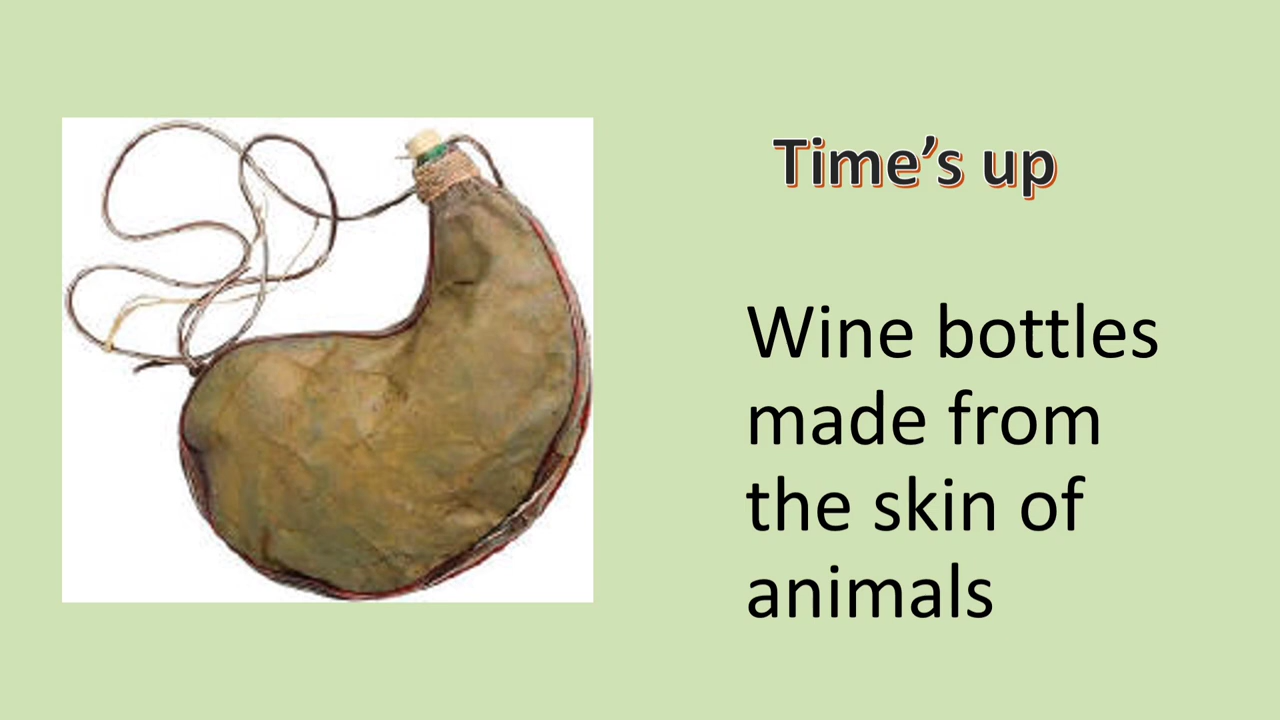 Time’s up
Wine bottles
made from
the skin of
animals